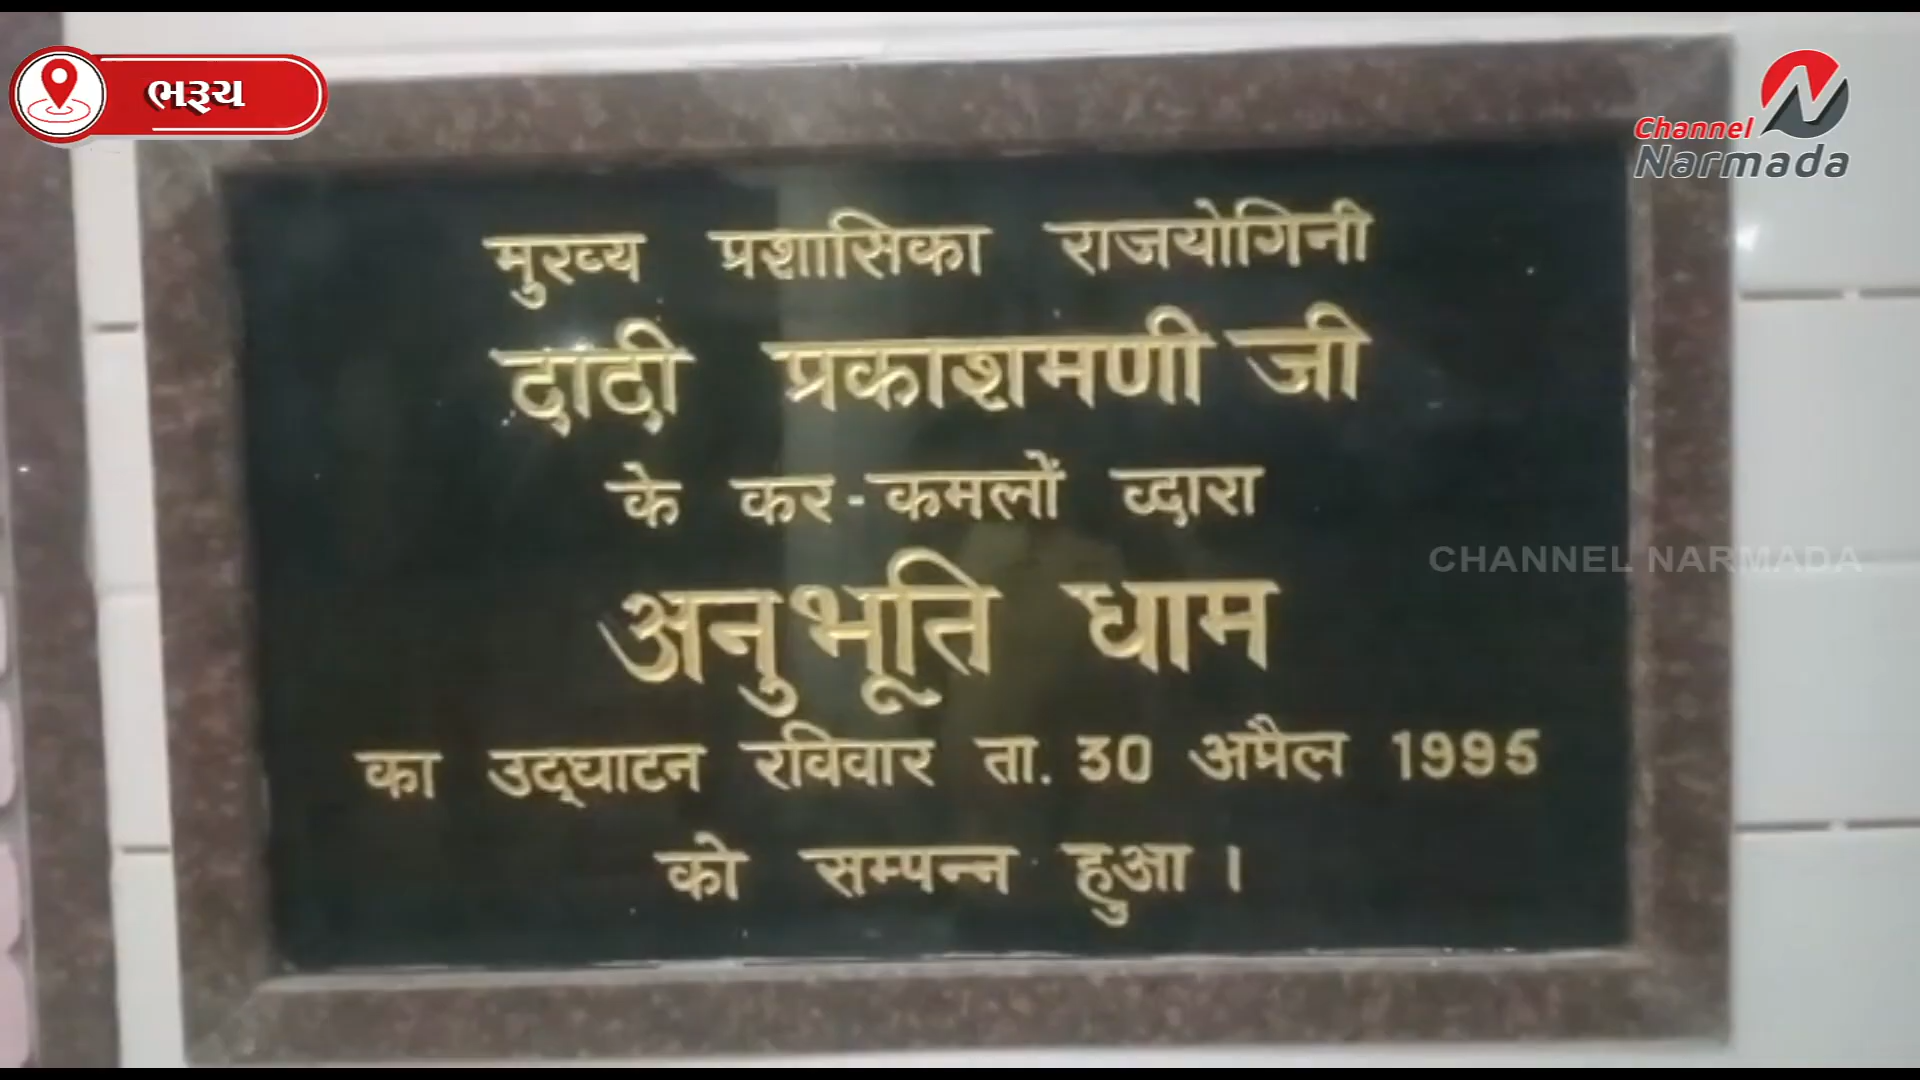 ભરૂચ
Channel
Narmada
मुख्य प्रशासिका राजयोगिनी
दादी प्रकाशमणी जी
के कर-कमलों द्वारा
CHANNEL NARMADA
अनुभूति धाम
का उद्घाटन रविवार ता. 30 अप्रैल 1995
को सम्पन्न हुआ ।